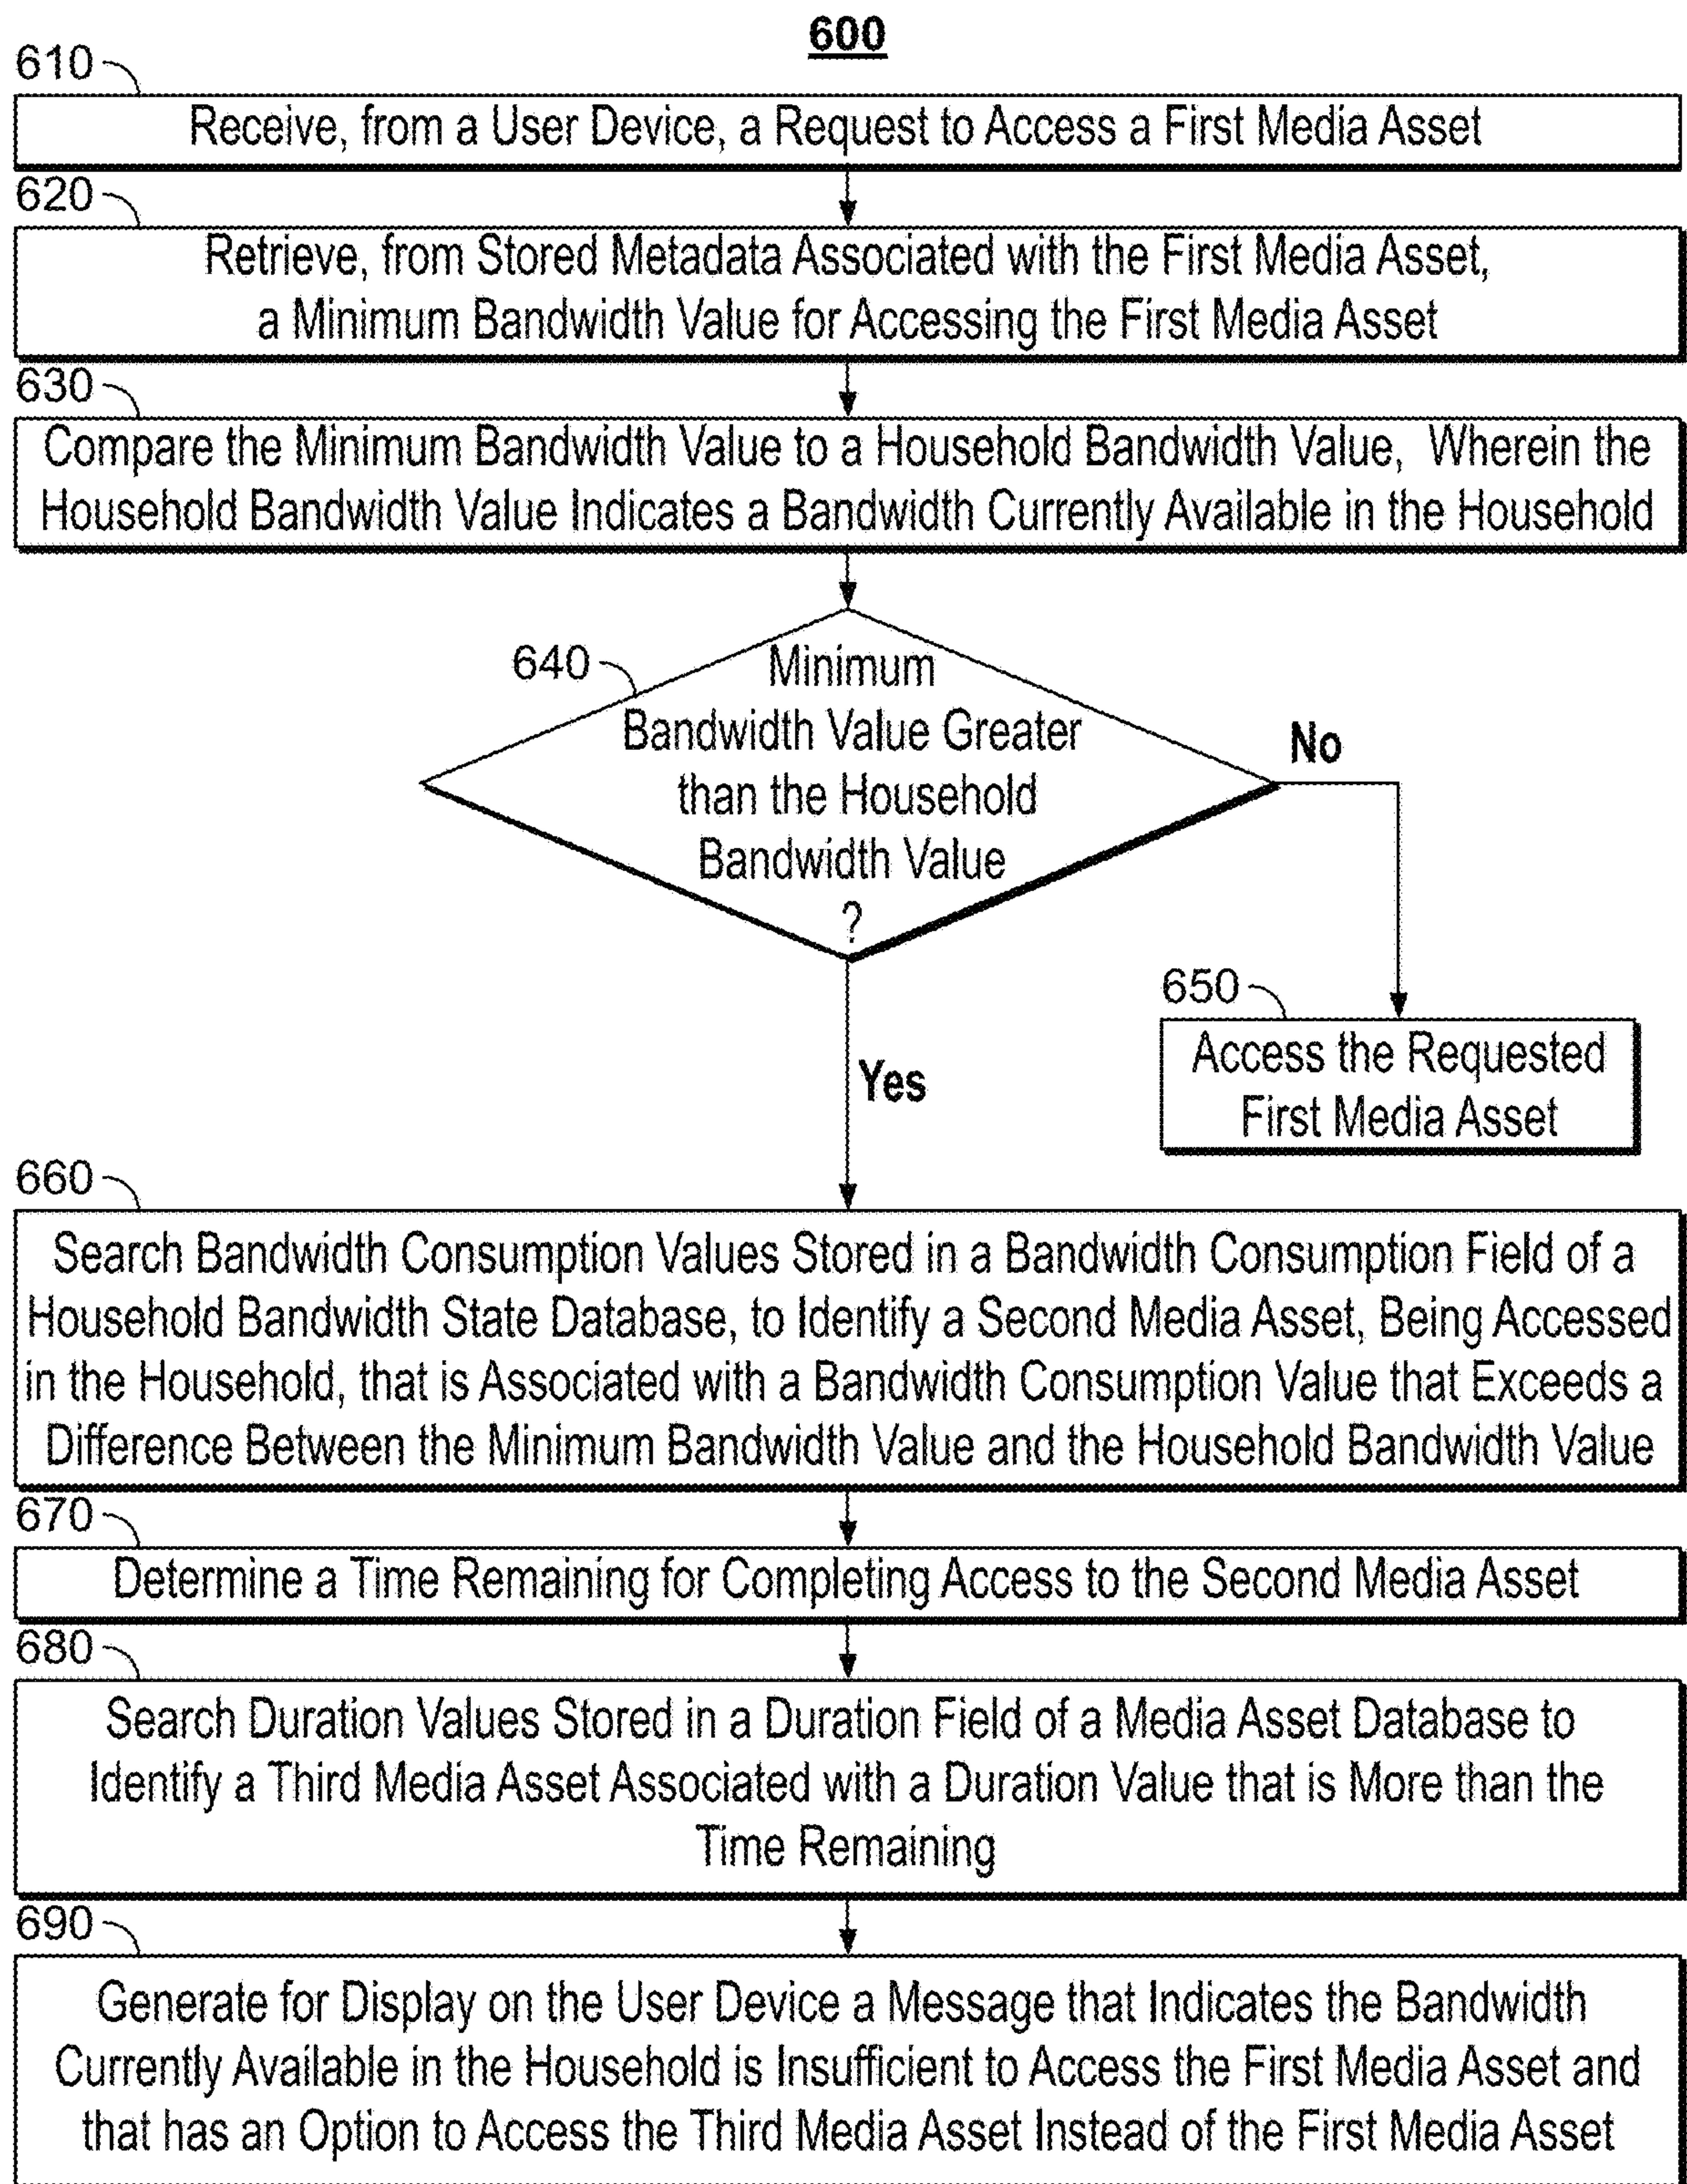 600
610
Receive, from a User Device, a Request to Access a First Media Asset
620
Retrieve, from Stored Metadata Associated with the First Media Asset,
a Minimum Bandwidth Value for Accessing the First Media Asset
630
Compare the Minimum Bandwidth Value to a Household Bandwidth Value, Wherein the
Household Bandwidth Value Indicates a Bandwidth Currently Available in the Household
640
Minimum
Bandwidth Value Greater
than the Household
Bandwidth Value
?
No
650
Access the Requested
First Media Asset
Yes
660
Search Bandwidth Consumption Values Stored in a Bandwidth Consumption Field of a
Household Bandwidth State Database, to Identify a Second Media Asset, Being Accessed
in the Household, that is Associated with a Bandwidth Consumption Value that Exceeds a
Difference Between the Minimum Bandwidth Value and the Household Bandwidth Value
670
Determine a Time Remaining for Completing Access to the Second Media Asset
680
Search Duration Values Stored in a Duration Field of a Media Asset Database to
Identify a Third Media Asset Associated with a Duration Value that is More than the
Time Remaining
690
Generate for Display on the User Device a Message that Indicates the Bandwidth
Currently Available in the Household is Insufficient to Access the First Media Asset and
that has an Option to Access the Third Media Asset Instead of the First Media Asset